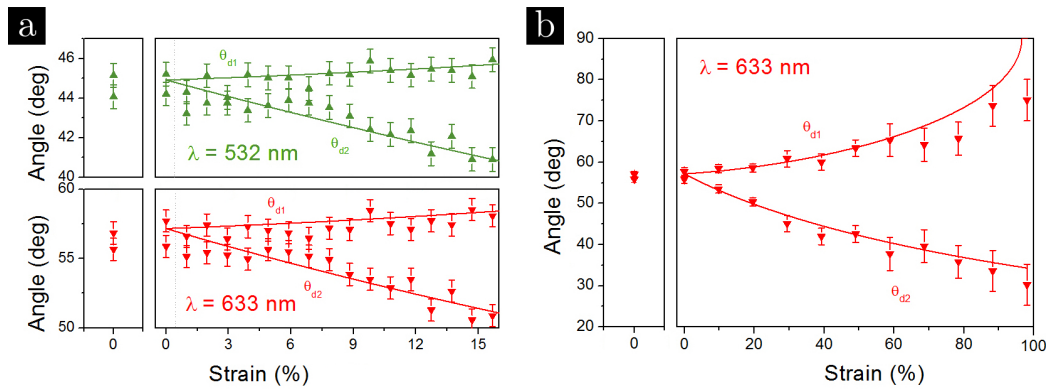 a
b
Angle (deg)
46
44
42
40
θd1
θd2
λ = 532 nm
Angle (deg)
60
55
50
θd1
θd2
λ = 633 nm
0
0
3
6
9
12
15
Strain (%)
Angle (deg)
90
80
70
60
50
40
30
20
λ = 633 nm
θd1
θd2
0
0
20
40
60
80
100
Strain (%)